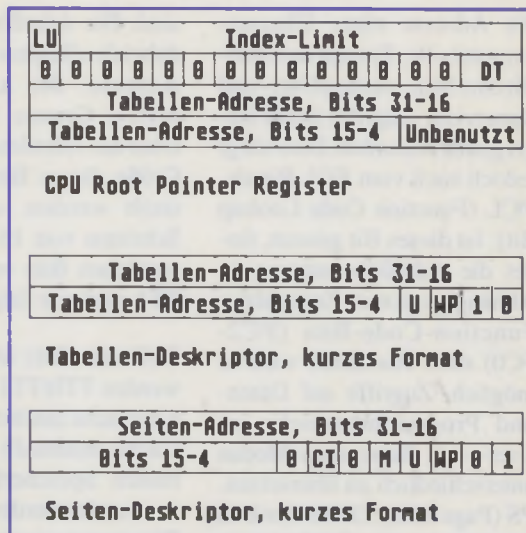 LU Index-Limit
0 0 0 0 0 0 0 0 0 0 0 0 0 0 DT
Tabellen-Adresse, Bits 31-16
Tabellen-Adresse, Bits 15-4 Unbenutzt
CPU Root Pointer Register
Tabellen-Adresse, Bits 31-16
Tabellen-Adresse, Bits 15-4 U WP 1 0
Tabellen-Deskriptor, kurzes Format
Seiten-Adresse, Bits 31-16
Bits 15-4 0 CI 0 M U WP 0 1
Seiten-Deskriptor, kurzes Format